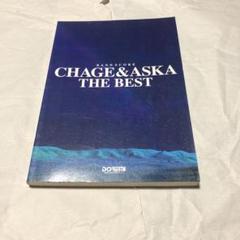 BAND SCORE
CHAGE&ASKA
THE BEST